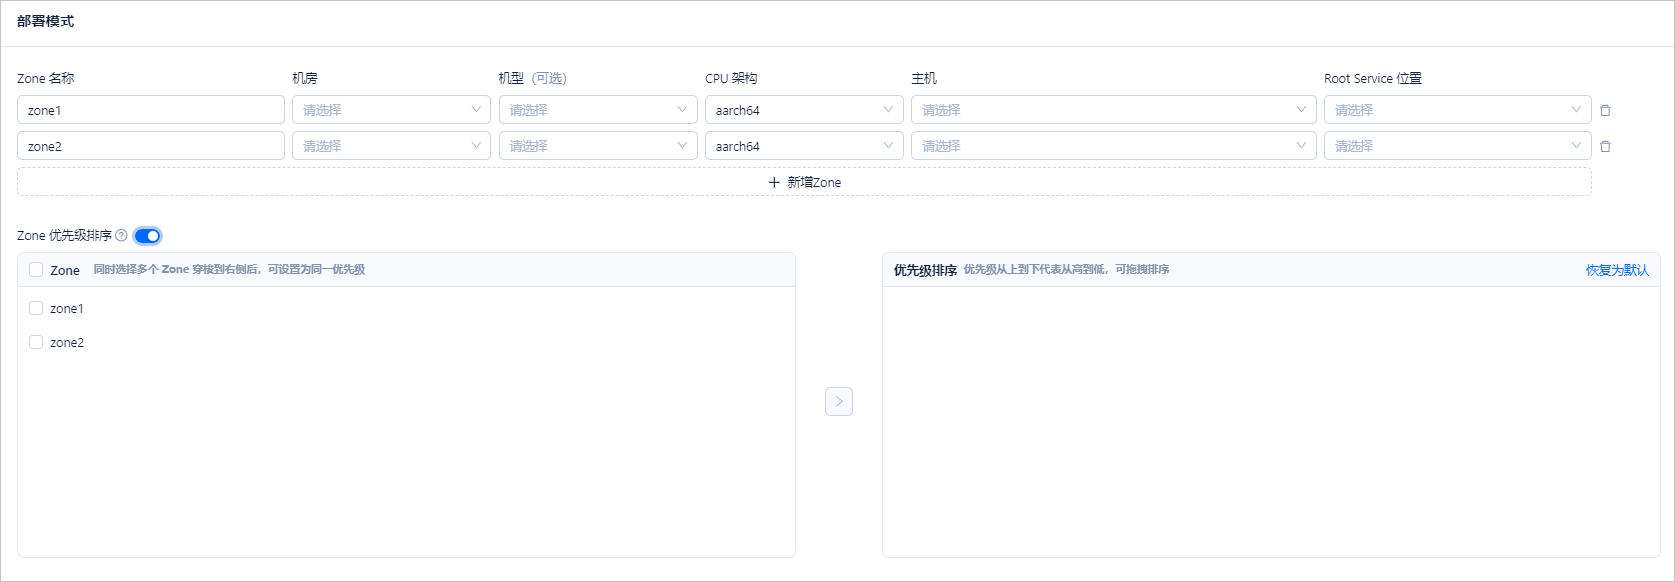 部署模式
Zone 名称 机房 机型 (可选) CPU 架构 主机 Root Service 位置
zone1 请选择 请选择 aarch64 请选择 请选择
zone2 请选择 请选择 aarch64 请选择 请选择
新增Zone
Zone 优先级排序
Zone 同时选择多个 Zone 穿梭到右侧后，可设置为同一优先级
zone1
zone2
优先级排序 优先级从上到下代表从高到低，可拖拽排序 恢复为默认